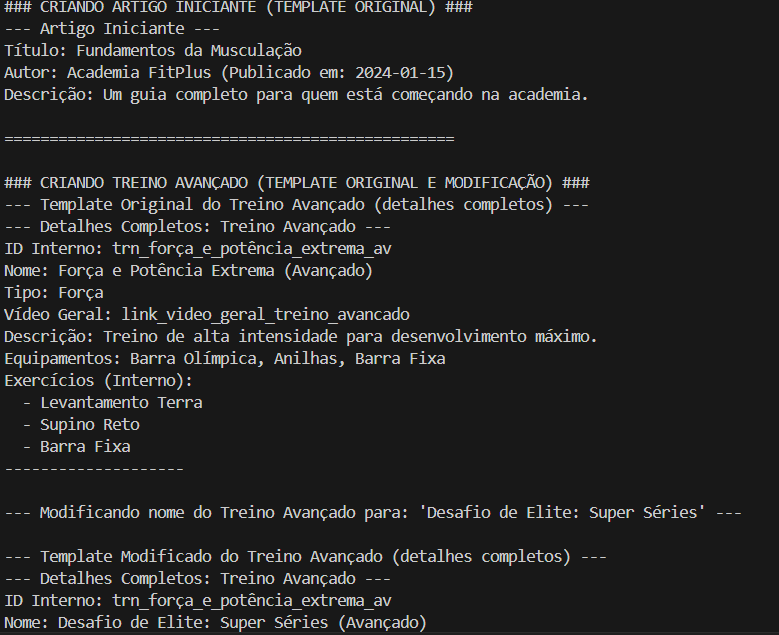 ### CRIANDO ARTIGO INICIANTE (TEMPLATE ORIGINAL) ###
--- Artigo Iniciante ---
Título: Fundamentos da Musculação
Autor: Academia FitPlus (Publicado em: 2024-01-15)
Descrição: Um guia completo para quem está começando na academia.
==================================================
### CRIANDO TREINO AVANÇADO (TEMPLATE ORIGINAL E MODIFICAÇÃO) ###
--- Template Original do Treino Avançado (detalhes completos) ---
--- Detalhes Completos: Treino Avançado ---
ID Interno: trn_força_e_potência_extrema_av
Nome: Força e Potência Extrema (Avançado)
Tipo: Força
Vídeo Geral: link_video_geral_treino_avancado
Descrição: Treino de alta intensidade para desenvolvimento máximo.
Equipamentos: Barra Olímpica, Anilhas, Barra Fixa
Exercícios (Interno):
  - Levantamento Terra
  - Supino Reto
  - Barra Fixa
--------------------
--- Modificando nome do Treino Avançado para: 'Desafio de Elite: Super Séries' ---
--- Template Modificado do Treino Avançado (detalhes completos) ---
--- Detalhes Completos: Treino Avançado ---
ID Interno: trn_força_e_potência_extrema_av
Nome: Desafio de Elite: Super Séries (Avançado)